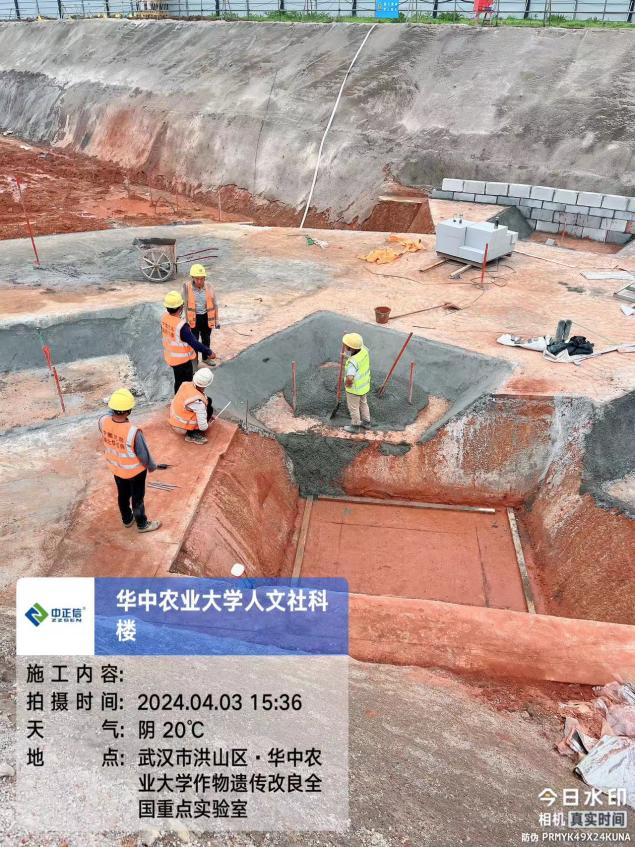 中正信®
ZZGEN
华中农业大学人文社科
楼
施工内容:
拍摄时间: 2024.04.03 15:36
天气: 阴 20℃
地点: 武汉市洪山区·华中农
业大学作物遗传改良全
国重点实验室
今日水印
相机 真实时间
防伪 PRMYK49X24KUNA